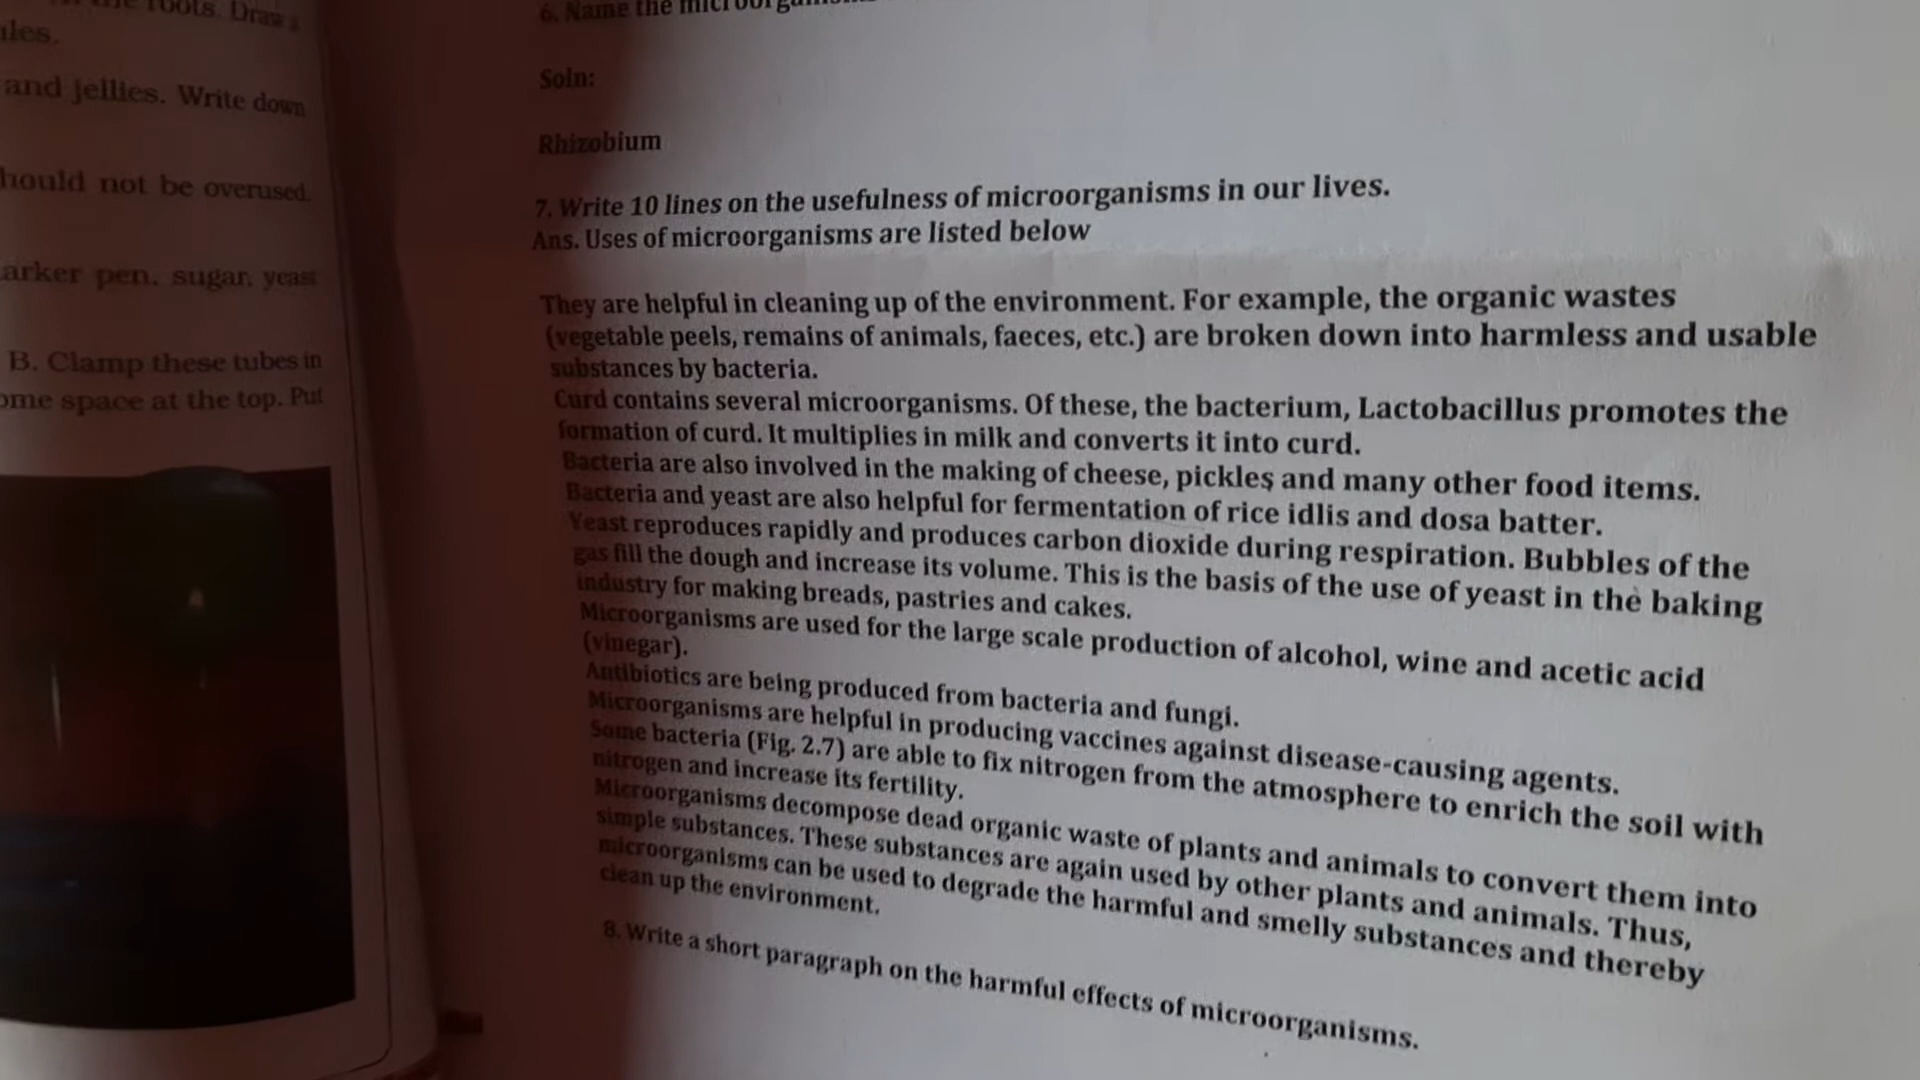 roots. Draw a
and jellies. Write down
should not be overused.
pen, sugar, yeast
B. Clamp these tubes in
space at the top. Put
6. Name the
Soln:
Rhizobium
7. Write 10 lines on the usefulness of microorganisms in our lives.
Ans. Uses of microorganisms are listed below
They are helpful in cleaning up of the environment. For example, the organic wastes
(vegetable peels, remains of animals, faeces, etc.) are broken down into harmless and usable
substances by bacteria.
Curd contains several microorganisms. Of these, the bacterium, Lactobacillus promotes the
formation of curd. It multiplies in milk and converts it into curd.
Bacteria are also involved in the making of cheese, pickles and many other food items.
Bacteria and yeast are also helpful for fermentation of rice idlis and dosa batter.
Yeast reproduces rapidly and produces carbon dioxide during respiration. Bubbles of the
gas fill the dough and increase its volume. This is the basis of the use of yeast in the baking
industry for making breads, pastries and cakes.
Microorganisms are used for the large scale production of alcohol, wine and acetic acid
(vinegar).
Antibiotics are being produced from bacteria and fungi.
Microorganisms are helpful in producing vaccines against disease-causing agents.
Some bacteria (Fig. 2.7) are able to fix nitrogen from the atmosphere to enrich the soil with
nitrogen and increase its fertility.
Microorganisms decompose dead organic waste of plants and animals to convert them into
simple substances. These substances are again used by other plants and animals. Thus,
microorganisms can be used to degrade the harmful and smelly substances and thereby
clean up the environment.
8. Write a short paragraph on the harmful effects of microorganisms.